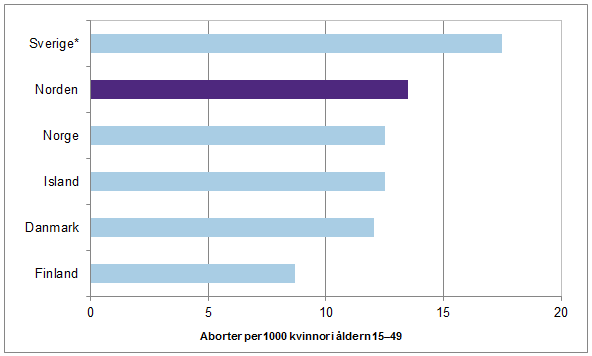 Sverige*
Norden
Norge
Island
Danmark
Finland
0 5 10 15 20
Aborter per 1000 kvinnor i åldern 15–49